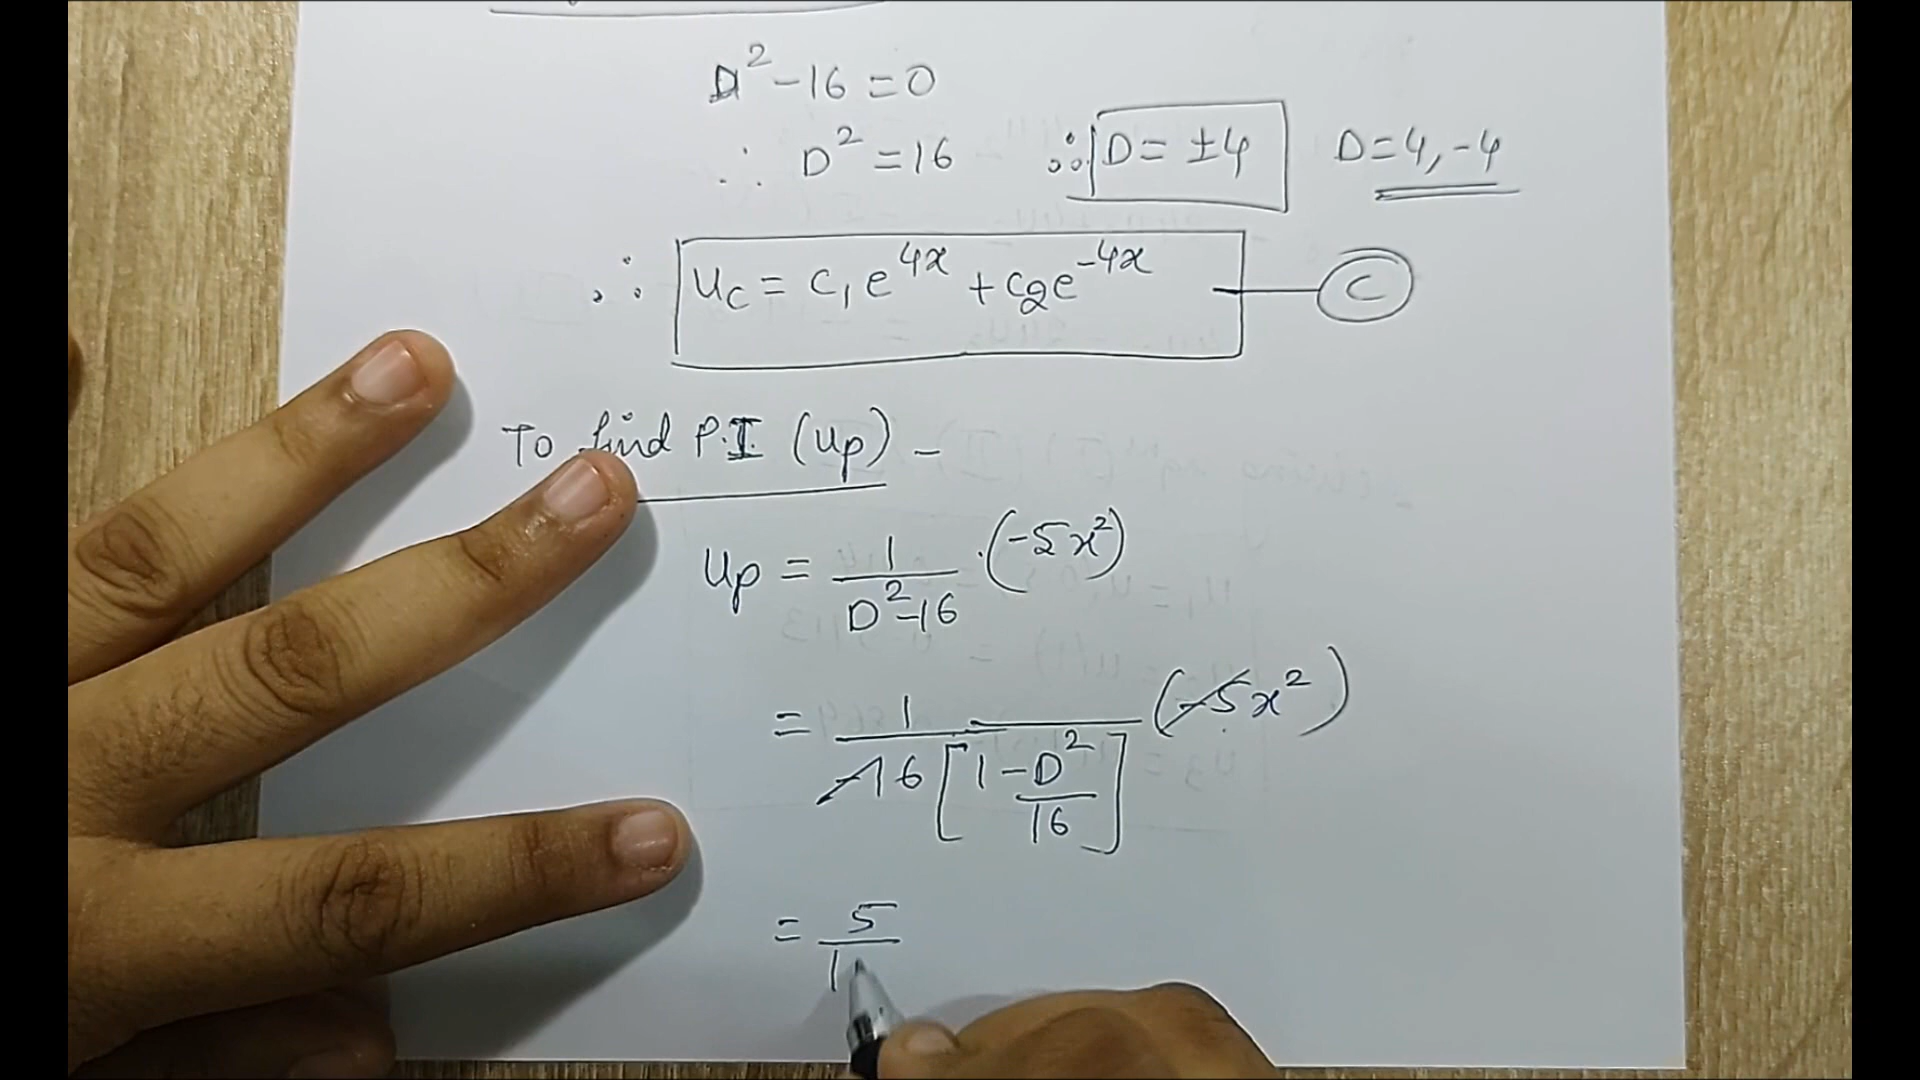 D² - 16 = 0
∴ D² = 16 ∴ D = ±4 D = 4, -4
∴ u_c = c₁e^{4x} + c₂e^{-4x} — C
To find P.I (up) -
up = 1/(D² - 16) · (-5x²)
= 1/(-16[1 - D²/16]) (-5x²)
= 5/1